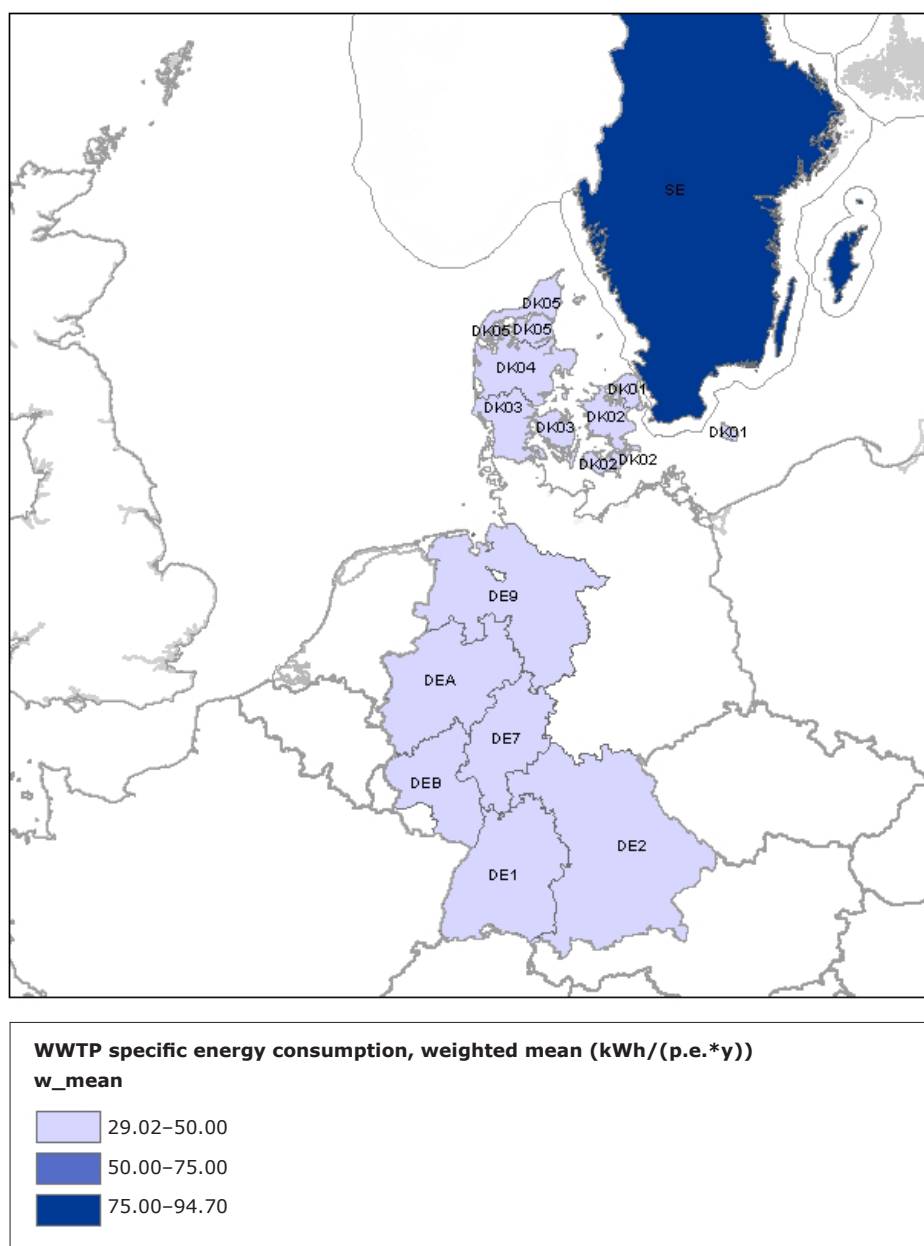 SE
DK05
DK05 DK05
DK04
DK01
DK03
DK02
DK03
DK01
DK02
DK02
DE9
DEA
DE7
DEB
DE2
DE1
WWTP specific energy consumption, weighted mean (kWh/(p.e.*y))
w_mean
29.02–50.00
50.00–75.00
75.00–94.70